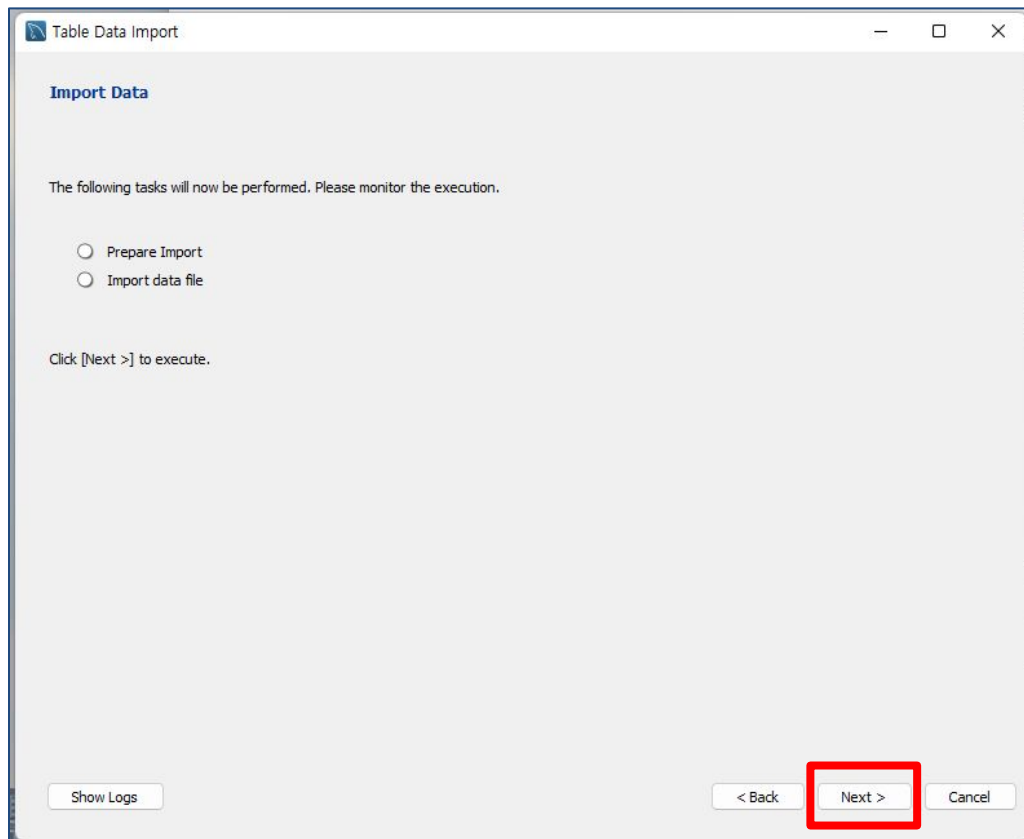 Table Data Import
Import Data
The following tasks will now be performed. Please monitor the execution.
Prepare Import
Import data file
Click [Next >] to execute.
Show Logs
< Back
Next >
Cancel